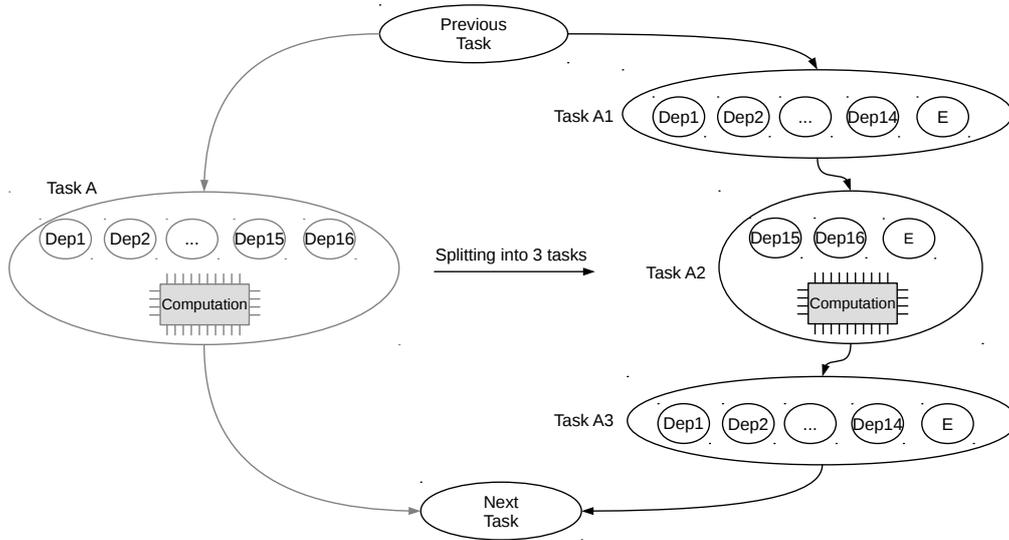 Previous
Task
Task A1
Dep1 Dep2 ... Dep14 E
Task A
Dep1 Dep2 ... Dep15 Dep16
Computation
Splitting into 3 tasks
Task A2
Dep15 Dep16 E
Computation
Task A3
Dep1 Dep2 ... Dep14 E
Next
Task